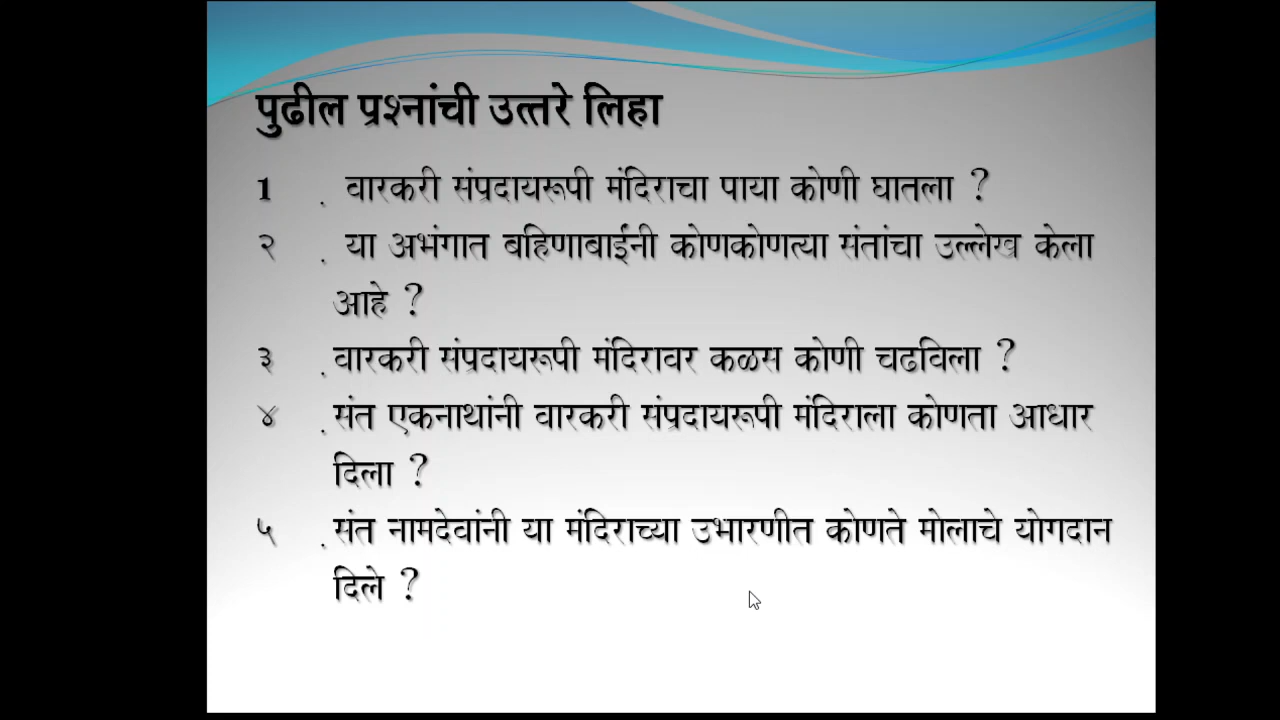 पुढील प्रश्नांची उत्तरे लिहा
1 . वारकरी संप्रदायरूपी मंदिराचा पाया कोणी घातला ?
२ . या अभंगात बहिणाबाईंनी कोणकोणत्या संतांचा उल्लेख केला
आहे ?
३ . वारकरी संप्रदायरूपी मंदिरावर कळस कोणी चढविला ?
४ . संत एकनाथांनी वारकरी संप्रदायरूपी मंदिराला कोणता आधार
दिला ?
५ . संत नामदेवांनी या मंदिराच्या उभारणीत कोणते मोलाचे योगदान
दिले ?